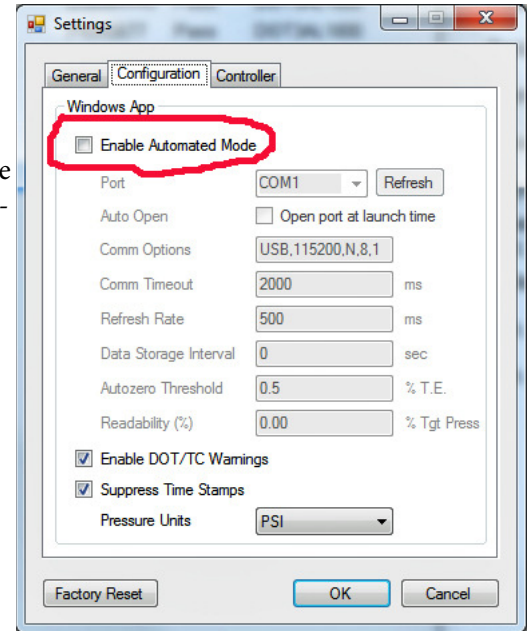 Settings
General Configuration Controller
Windows App
Enable Automated Mode
e
Port COM1 Refresh
-
Auto Open Open port at launch time
Comm Options USB,115200,N,8,1
Comm Timeout 2000 ms
Refresh Rate 500 ms
Data Storage Interval 0 sec
Autozero Threshold 0.5 % T.E.
Readability (%) 0.00 % Tgt Press
Enable DOT/TC Warnings
Suppress Time Stamps
Pressure Units PSI
Factory Reset OK Cancel